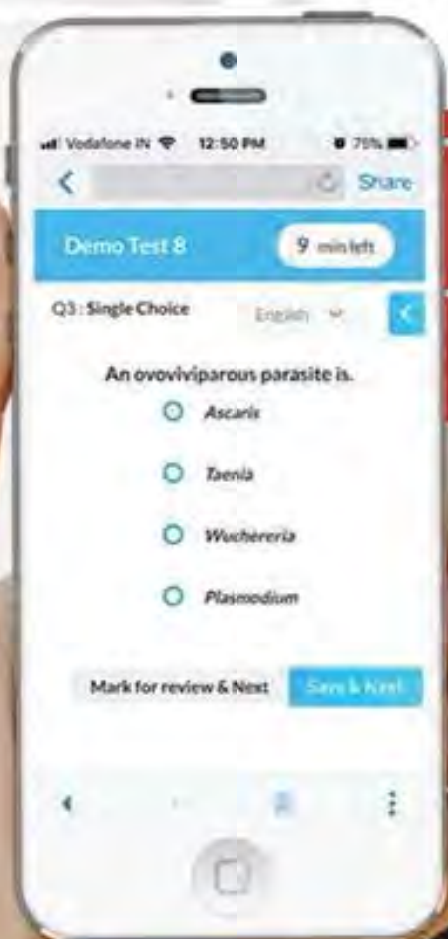 Vodafone IN 12:50 PM 75%
Share
Demo Test 8 9 min left
Q3 : Single Choice English
An ovoviviparous parasite is.
Ascaris
Taenia
Wuchereria
Plasmodium
Mark for review & Next Save & Next